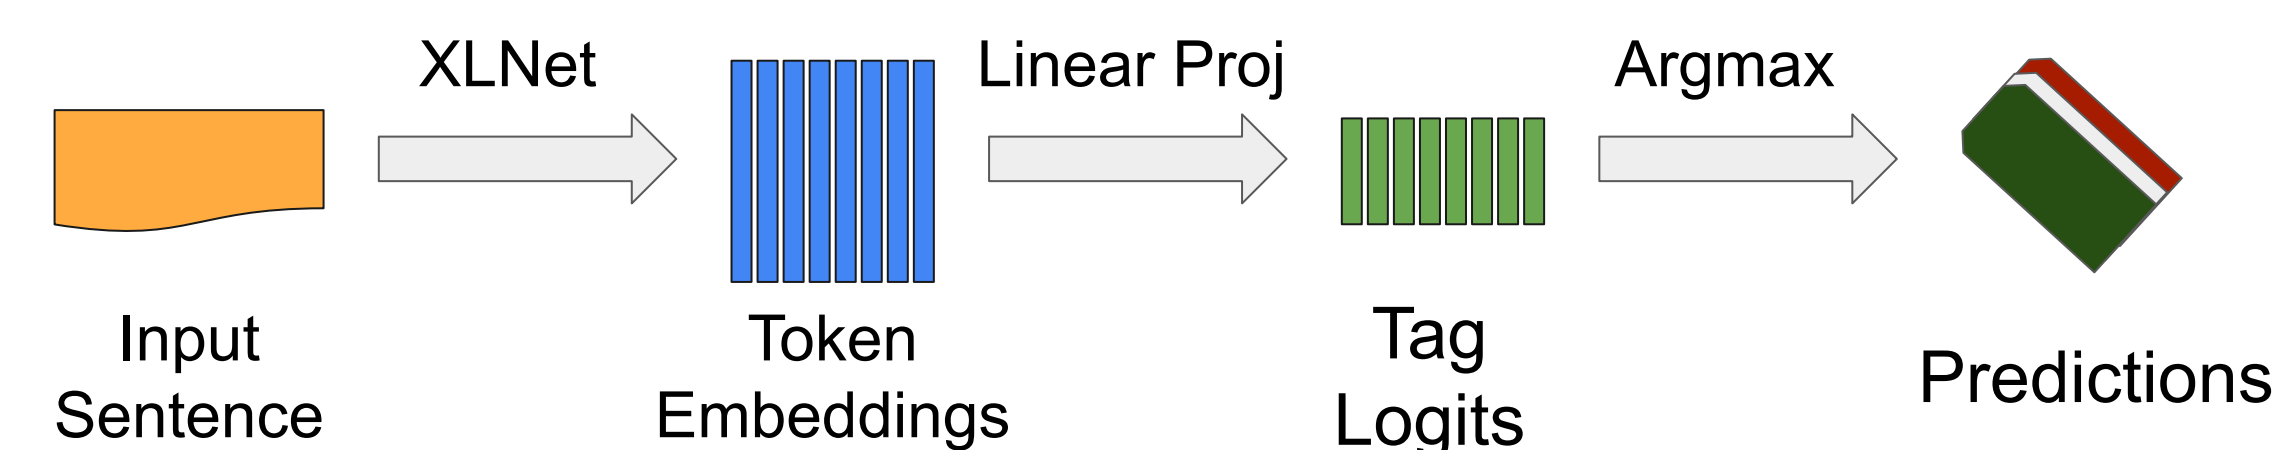 XLNet
Linear Proj
Argmax
Input
Sentence
Token
Embeddings
Tag
Logits
Predictions